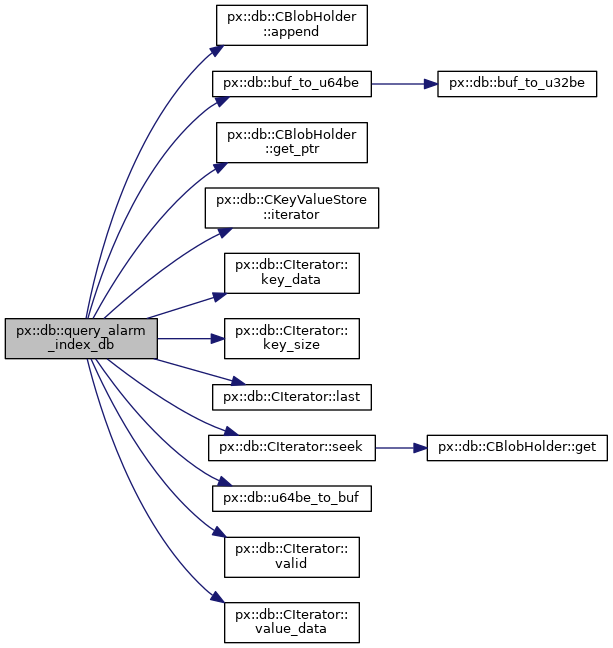 px::db::CBlobHolder
::append
px::db::buf_to_u64be
px::db::buf_to_u32be
px::db::CBlobHolder
::get_ptr
px::db::CKeyValueStore
::iterator
px::db::CIterator::
key_data
px::db::query_alarm
_index_db
px::db::CIterator::
key_size
px::db::CIterator::last
px::db::CIterator::seek
px::db::CBlobHolder::get
px::db::u64be_to_buf
px::db::CIterator::
valid
px::db::CIterator::
value_data